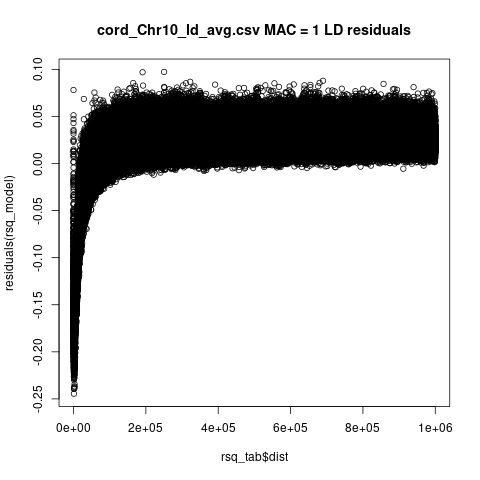 cord_Chr10_ld_avg.csv MAC = 1 LD residuals
residuals(rsq_model)
0.10
0.05
0.00
-0.05
-0.10
-0.15
-0.20
-0.25
0e+00 2e+05 4e+05 6e+05 8e+05 1e+06
rsq_tab$dist